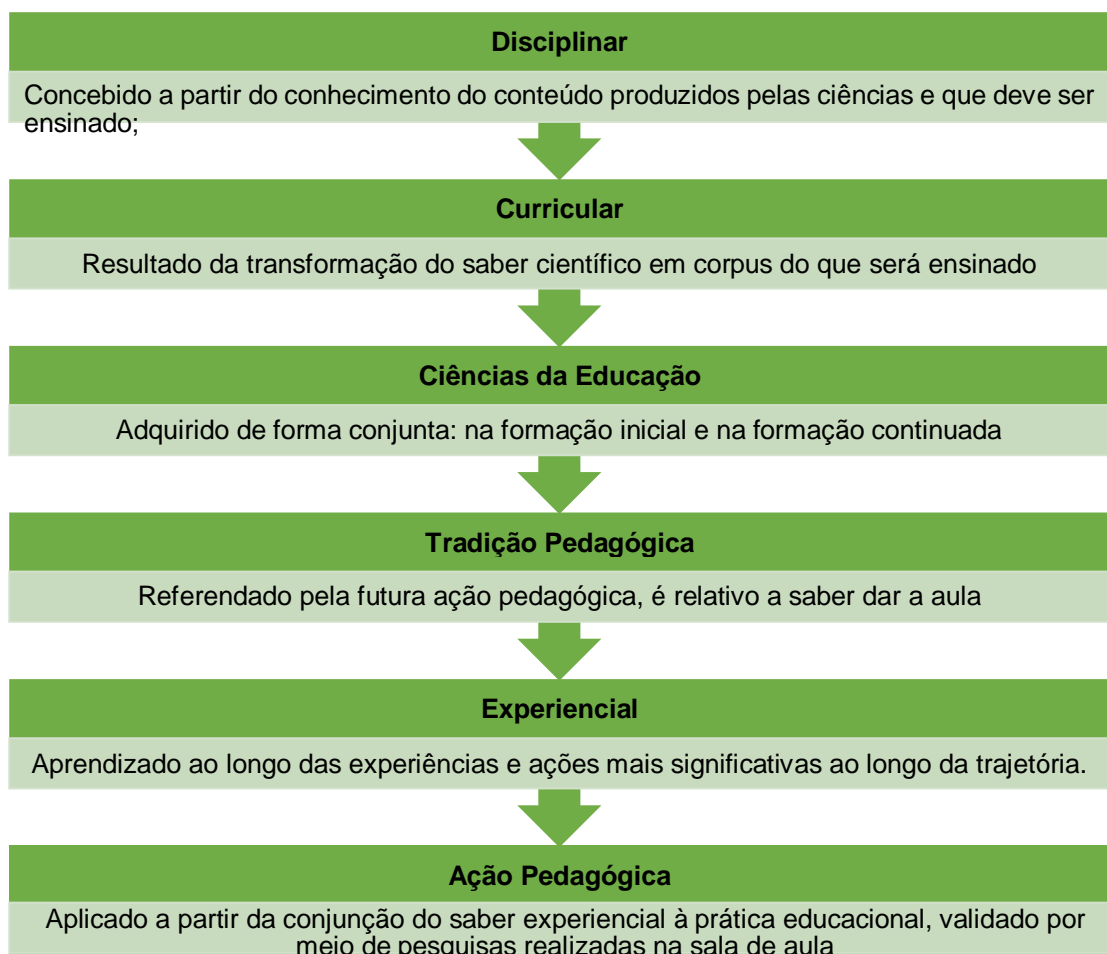 Disciplinar
Concebido a partir do conhecimento do conteúdo produzidos pelas ciências e que deve ser
ensinado;
Curricular
Resultado da transformação do saber científico em corpus do que será ensinado
Ciências da Educação
Adquirido de forma conjunta: na formação inicial e na formação continuada
Tradição Pedagógica
Referendado pela futura ação pedagógica, é relativo a saber dar a aula
Experiencial
Aprendizado ao longo das experiências e ações mais significativas ao longo da trajetória.
Ação Pedagógica
Aplicado a partir da conjunção do saber experiencial à prática educacional, validado por
meio de pesquisas realizadas na sala de aula